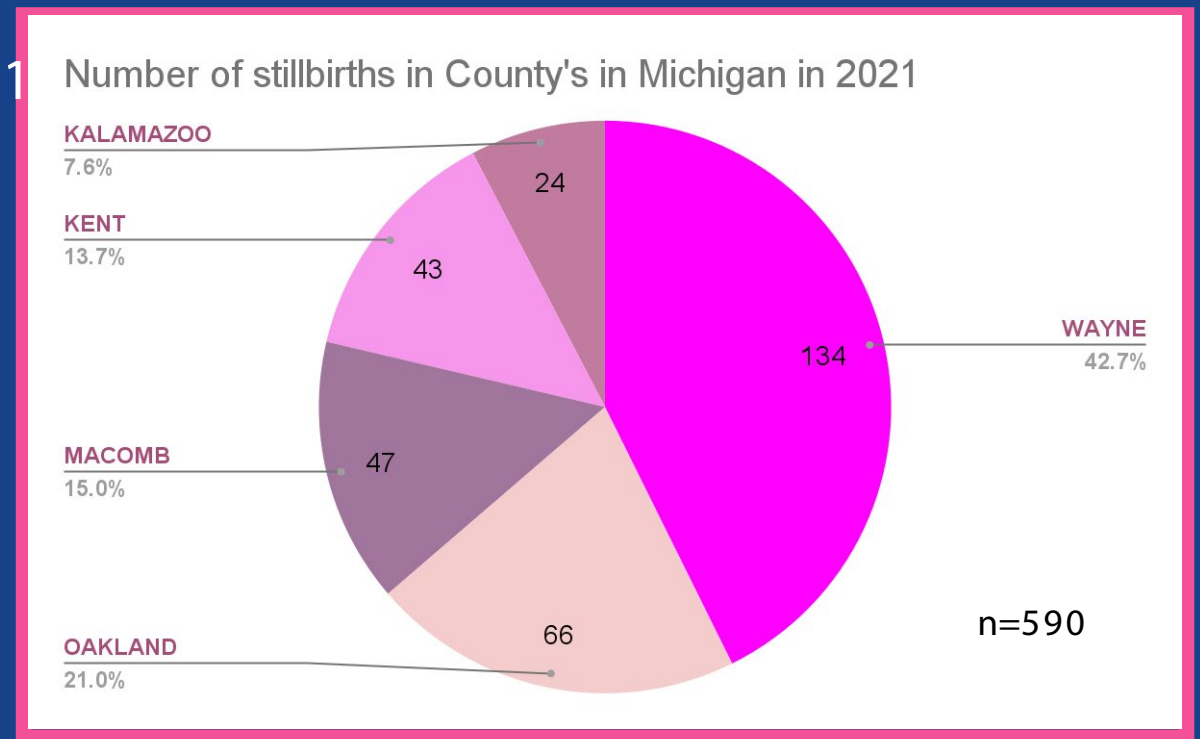 1
Number of stillbirths in County's in Michigan in 2021
KALAMAZOO
7.6%
24
KENT
13.7%
43
WAYNE
42.7%
134
MACOMB
15.0%
47
OAKLAND
21.0%
66
n=590